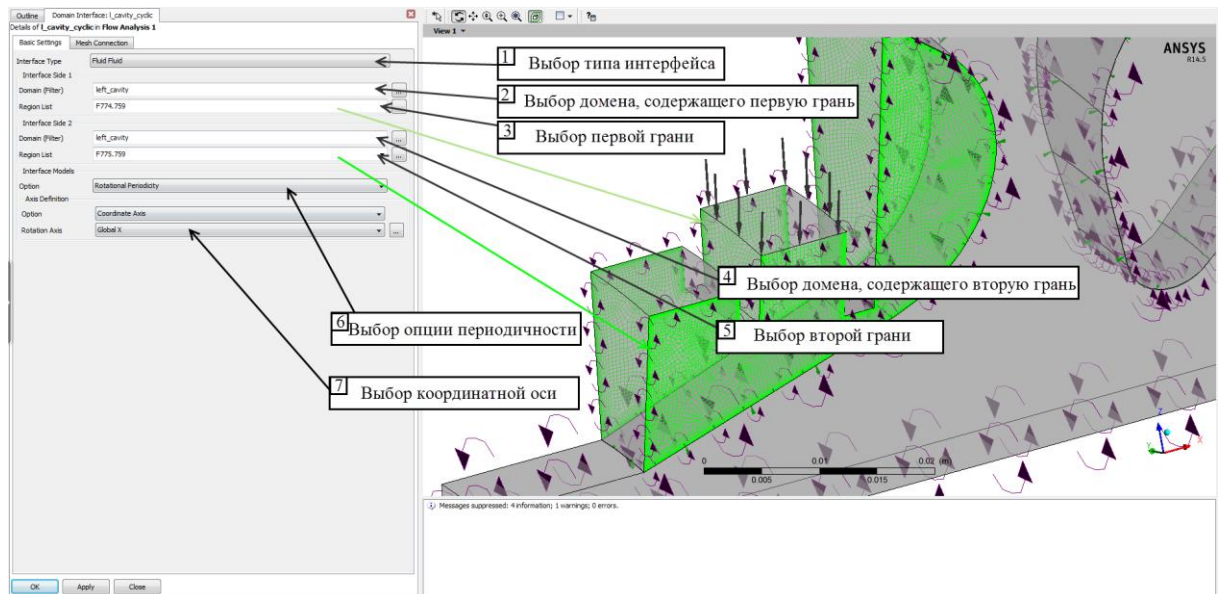 Outline
Domain Interface: l_cavity_cyclic
Details of l_cavity_cyclic in Flow Analysis 1
Basic Settings
Mesh Connection
Interface Type
Fluid Fluid
Interface Side 1
Domain (Filter)
left_cavity
...
Region List
F774.759
...
Interface Side 2
Domain (Filter)
left_cavity
...
Region List
F775.759
...
Interface Models
Option
Rotational Periodicity
Axis Definition
Option
Coordinate Axis
Rotation Axis
Global X
...
OK
Apply
Close
View 1
ANSYS
R14.5
1 Выбор типа интерфейса
2 Выбор домена, содержащего первую грань
3 Выбор первой грани
4 Выбор домена, содержащего вторую грань
5 Выбор второй грани
6 Выбор опции периодичности
7 Выбор координатной оси
0
0.01
0.02 (m)
0.005
0.015
Z
Y
X
Messages suppressed: 4 information; 1 warnings; 0 errors.